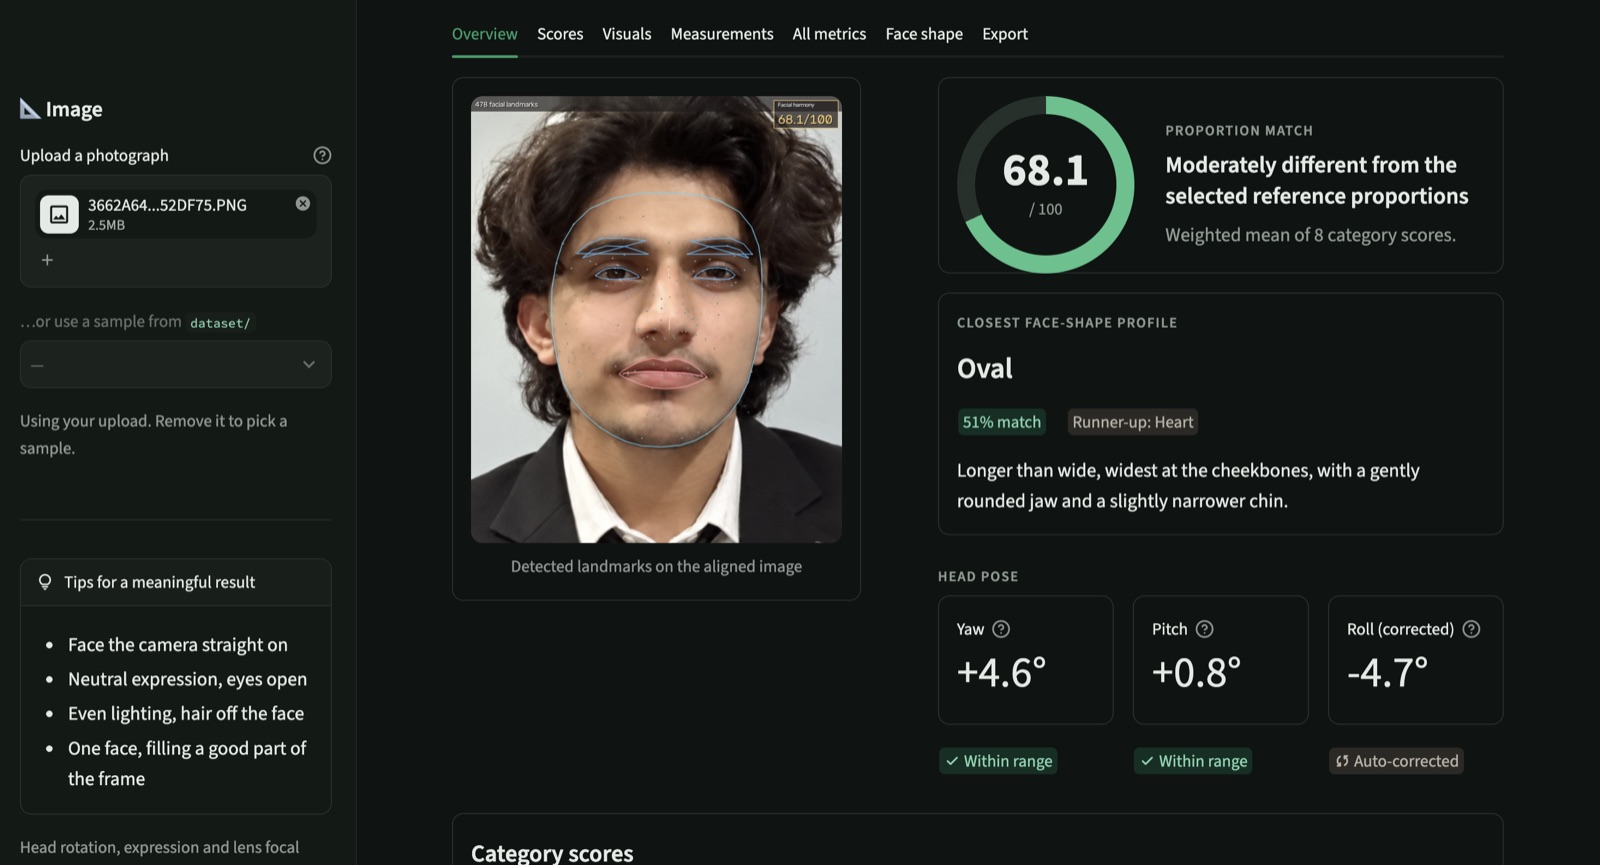 Overview Scores Visuals Measurements All metrics Face shape Export
Image
Upload a photograph
3662A64...52DF75.PNG
2.5MB
+
...or use a sample from dataset/
—
Using your upload. Remove it to pick a
sample.
Tips for a meaningful result
• Face the camera straight on
• Neutral expression, eyes open
• Even lighting, hair off the face
• One face, filling a good part of
the frame
Head rotation, expression and lens focal
478 facial landmarks
Facial harmony
68.1/100
Detected landmarks on the aligned image
68.1
/ 100
PROPORTION MATCH
Moderately different from the
selected reference proportions
Weighted mean of 8 category scores.
CLOSEST FACE-SHAPE PROFILE
Oval
51% match Runner-up: Heart
Longer than wide, widest at the cheekbones, with a gently
rounded jaw and a slightly narrower chin.
HEAD POSE
Yaw
+4.6°
Within range
Pitch
+0.8°
Within range
Roll (corrected)
-4.7°
Auto-corrected
Category scores